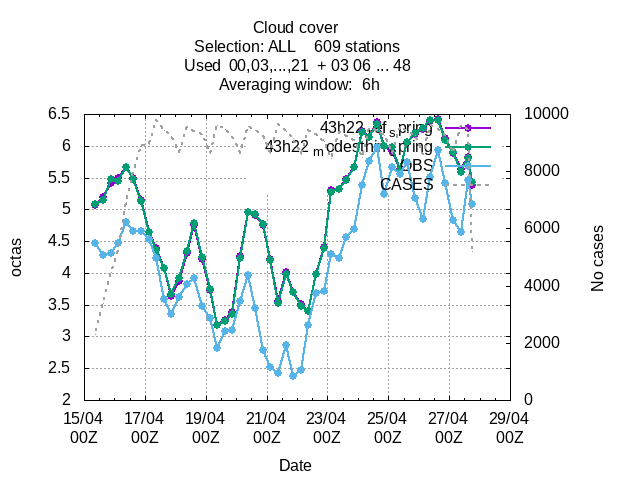 Cloud cover
Selection: ALL 609 stations
Used 00,03,...,21 + 03 06 ... 48
Averaging window: 6h
6.5
6
5.5
5
4.5
4
3.5
3
2.5
2
octas
10000
8000
6000
4000
2000
0
No cases
43h22_ref_spring
43h22_modesthr_spring
OBS
CASES
15/04 17/04 19/04 21/04 23/04 25/04 27/04 29/04
00Z 00Z 00Z 00Z 00Z 00Z 00Z 00Z
Date